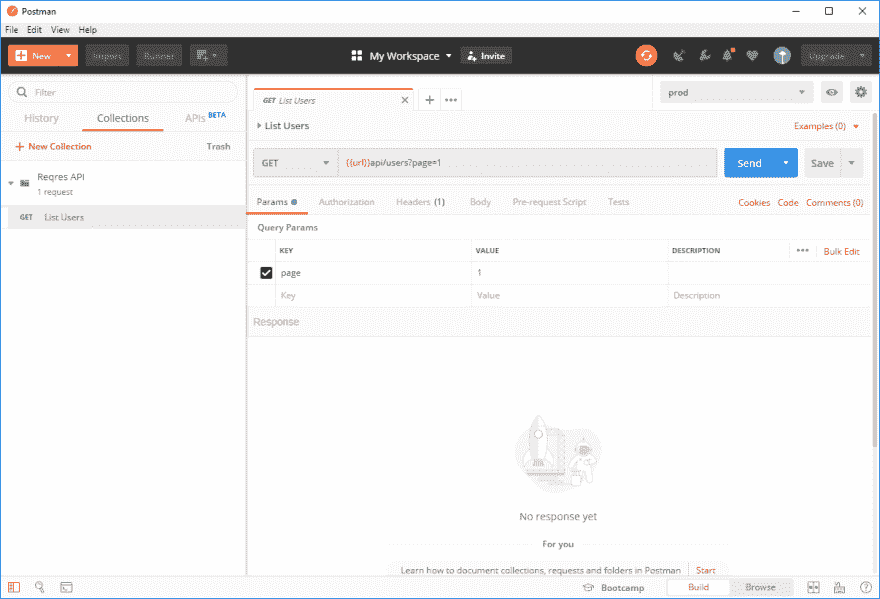 Postman
File Edit View Help
New Import Runner My Workspace Invite Upgrade
Filter
History Collections APIs BETA
New Collection Trash
Reqres API
1 request
GET List Users
GET List Users
prod
List Users Examples (0)
GET {{url}}api/users?page=1 Send Save
Params Authorization Headers (1) Body Pre-request Script Tests Cookies Code Comments (0)
Query Params
KEY VALUE DESCRIPTION Bulk Edit
page 1
Key Value Description
Response
No response yet
For you
Learn how to document collections, requests and folders in Postman Start
Bootcamp Build Browse